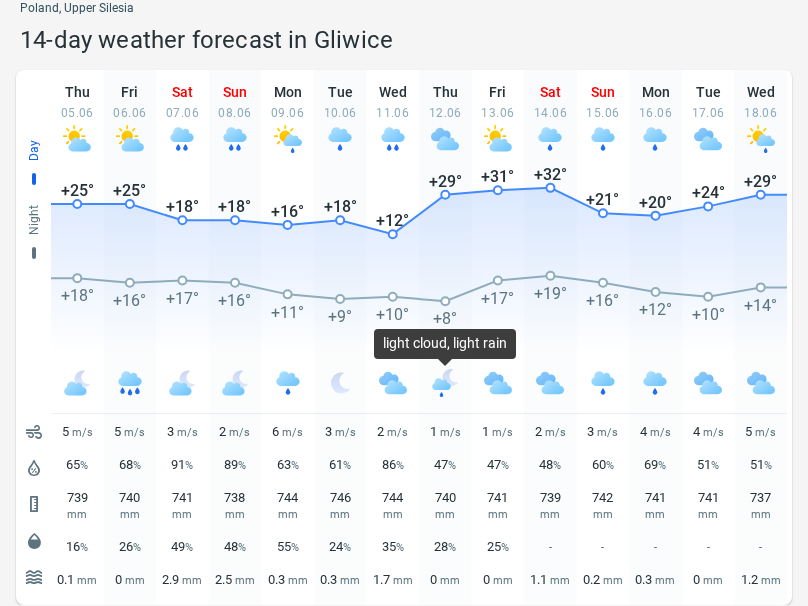 Poland, Upper Silesia
14-day weather forecast in Gliwice
Thu Fri Sat Sun Mon Tue Wed Thu Fri Sat Sun Mon Tue Wed
05.06 06.06 07.06 08.06 09.06 10.06 11.06 12.06 13.06 14.06 15.06 16.06 17.06 18.06
Day
+25° +25° +18° +18° +16° +18° +12° +29° +31° +32° +21° +20° +24° +29°
Night
+18° +16° +17° +16° +11° +9° +10° +8° +17° +19° +16° +12° +10° +14°
light cloud, light rain
5 m/s 5 m/s 3 m/s 2 m/s 6 m/s 3 m/s 2 m/s 1 m/s 1 m/s 2 m/s 3 m/s 4 m/s 4 m/s 5 m/s
65% 68% 91% 89% 63% 61% 86% 47% 47% 48% 60% 69% 51% 51%
739 740 741 738 744 746 744 740 741 739 742 741 741 737
mm mm mm mm mm mm mm mm mm mm mm mm mm mm
16% 26% 49% 48% 55% 24% 35% 28% 25% - - - - -
0.1 mm 0 mm 2.9 mm 2.5 mm 0.3 mm 0.3 mm 1.7 mm 0 mm 0 mm 1.1 mm 0.2 mm 0.3 mm 0 mm 1.2 mm